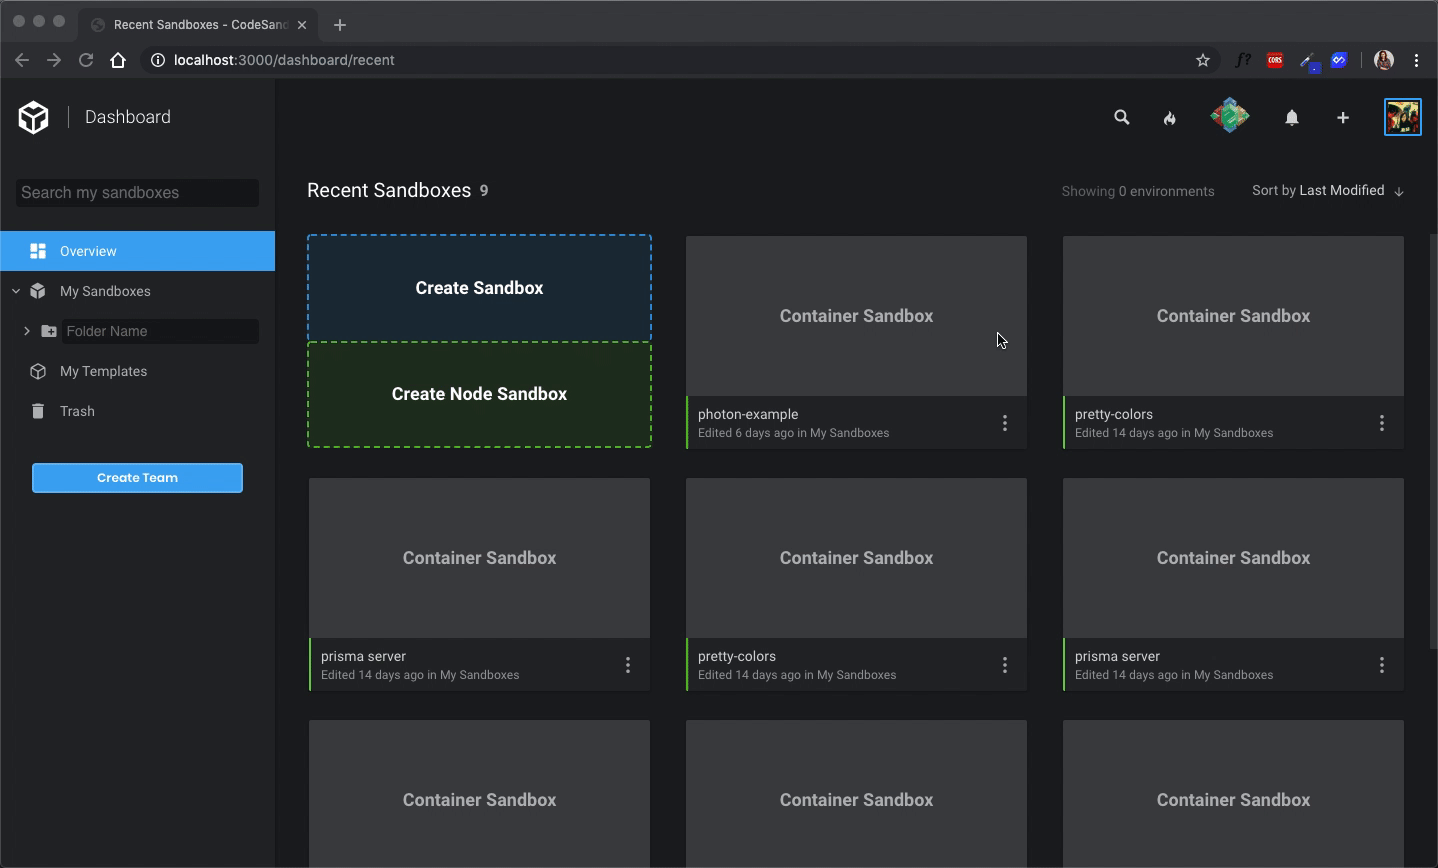 Recent Sandboxes - CodeSand
localhost:3000/dashboard/recent
f?
CORS
Dashboard
Search my sandboxes
Overview
My Sandboxes
Folder Name
My Templates
Trash
Create Team
Recent Sandboxes 9
Showing 0 environments
Sort by Last Modified
Create Sandbox
Create Node Sandbox
Container Sandbox
photon-example
Edited 6 days ago in My Sandboxes
Container Sandbox
pretty-colors
Edited 14 days ago in My Sandboxes
Container Sandbox
prisma server
Edited 14 days ago in My Sandboxes
Container Sandbox
pretty-colors
Edited 14 days ago in My Sandboxes
Container Sandbox
prisma server
Edited 14 days ago in My Sandboxes
Container Sandbox
Container Sandbox
Container Sandbox